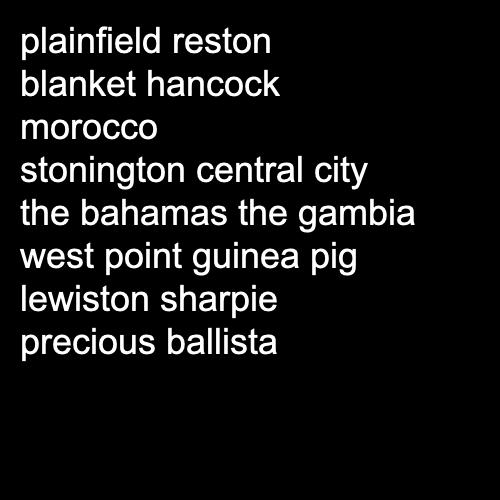 plainfield reston
blanket hancock
morocco
stonington central city
the bahamas the gambia
west point guinea pig
lewiston sharpie
precious ballista